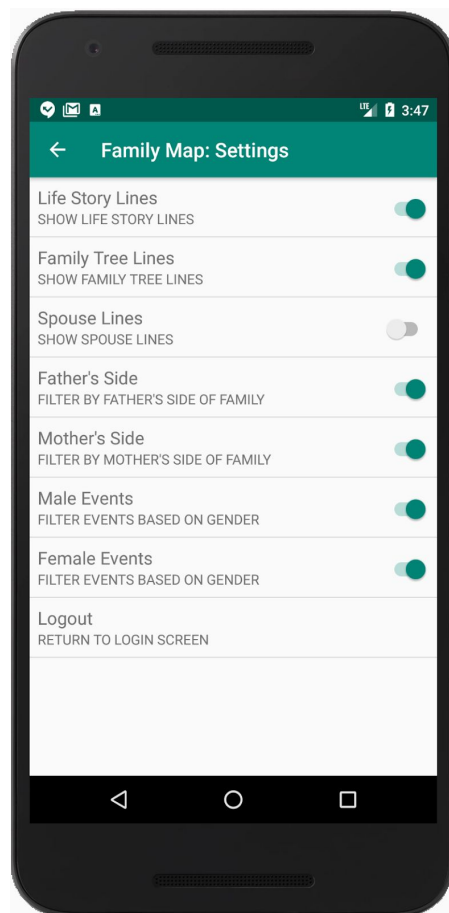 LTE 3:47
Family Map: Settings
Life Story Lines
SHOW LIFE STORY LINES
Family Tree Lines
SHOW FAMILY TREE LINES
Spouse Lines
SHOW SPOUSE LINES
Father's Side
FILTER BY FATHER'S SIDE OF FAMILY
Mother's Side
FILTER BY MOTHER'S SIDE OF FAMILY
Male Events
FILTER EVENTS BASED ON GENDER
Female Events
FILTER EVENTS BASED ON GENDER
Logout
RETURN TO LOGIN SCREEN